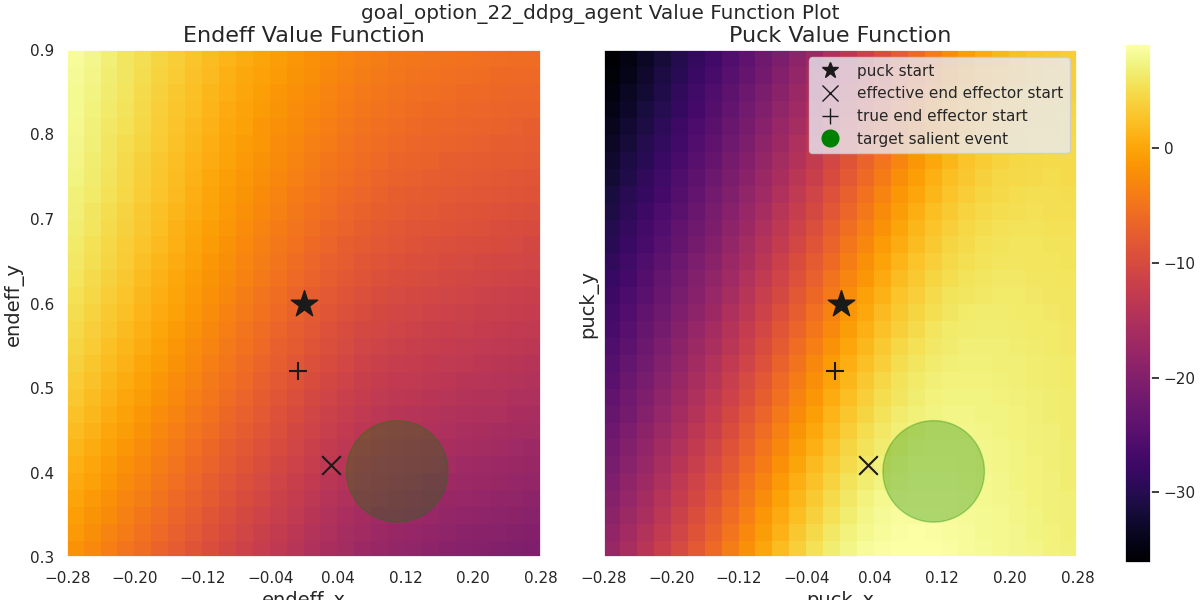 goal_option_22_ddpg_agent Value Function Plot
Endeff Value Function
Puck Value Function
puck start
effective end effector start
true end effector start
target salient event
endeff_y
0.9
0.8
0.7
0.6
0.5
0.4
0.3
−0.28 −0.20 −0.12 −0.04 0.04 0.12 0.20 0.28
endeff_x
puck_y
−0.28 −0.20 −0.12 −0.04 0.04 0.12 0.20 0.28
puck_x
0
−10
−20
−30